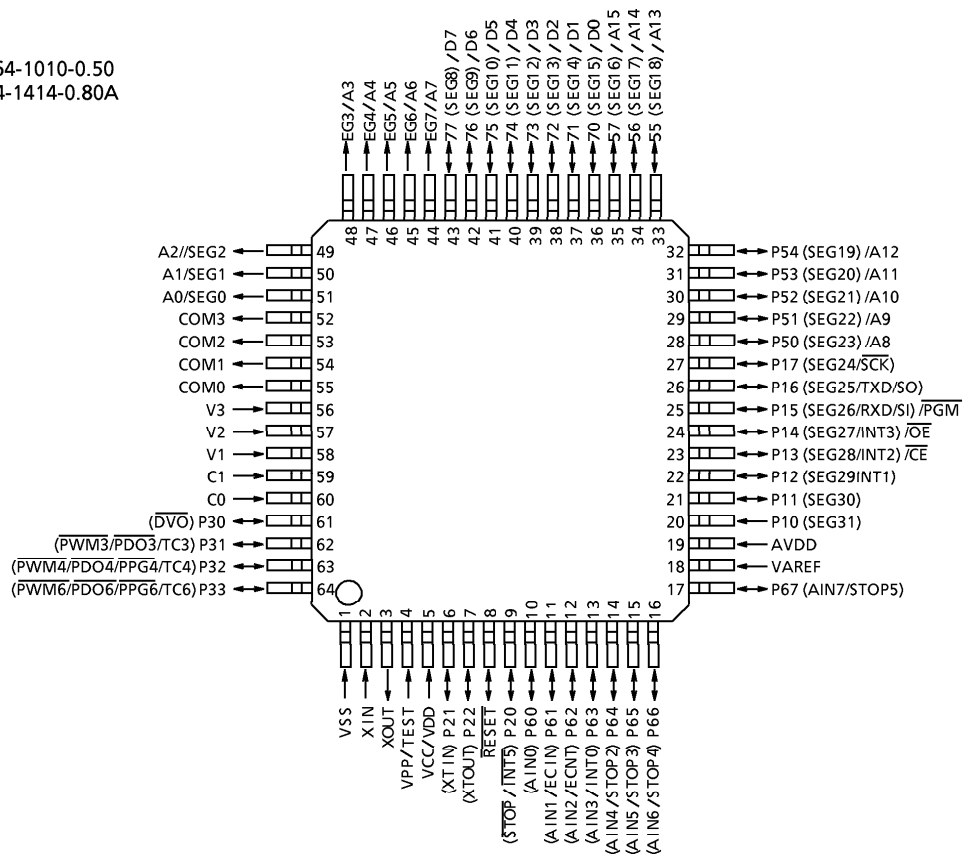 64-1010-0.50
4-1414-0.80A
EG3/A3
EG4/A4
EG5/A5
EG6/A6
EG7/A7
77 (SEG8) /D7
76 (SEG9) /D6
75 (SEG10) /D5
74 (SEG11) /D4
73 (SEG12) /D3
72 (SEG13) /D2
71 (SEG14) /D1
70 (SEG15) /D0
57 (SEG16) /A15
56 (SEG17) /A14
55 (SEG18) /A13
48 47 46 45 44 43 42 41 40 39 38 37 36 35 34 33
A2//SEG2 49
A1/SEG1 50
A0/SEG0 51
COM3 52
COM2 53
COM1 54
COM0 55
V3 56
V2 57
V1 58
C1 59
C0 60
(DVO) P30 61
(PWM3/PDO3/TC3) P31 62
(PWM4/PDO4/PPG4/TC4) P32 63
(PWM6/PDO6/PPG6/TC6) P33 64
32 P54 (SEG19) /A12
31 P53 (SEG20) /A11
30 P52 (SEG21) /A10
29 P51 (SEG22) /A9
28 P50 (SEG23) /A8
27 P17 (SEG24/SCK)
26 P16 (SEG25/TXD/SO)
25 P15 (SEG26/RXD/SI) /PGM
24 P14 (SEG27/INT3) /OE
23 P13 (SEG28/INT2) /CE
22 P12 (SEG29INT1)
21 P11 (SEG30)
20 P10 (SEG31)
19 AVDD
18 VAREF
17 P67 (AIN7/STOP5)
1 2 3 4 5 6 7 8 9 10 11 12 13 14 15 16
VSS
XIN
XOUT
VPP/TEST
VCC/VDD
(XTIN) P21
(XTOUT) P22
RESET
(STOP/INT5) P20
(AIN0) P60
(AIN1/ECIN) P61
(AIN2/ECNT) P62
(AIN3/INT0) P63
(AIN4/STOP2) P64
(AIN5/STOP3) P65
(AIN6/STOP4) P66